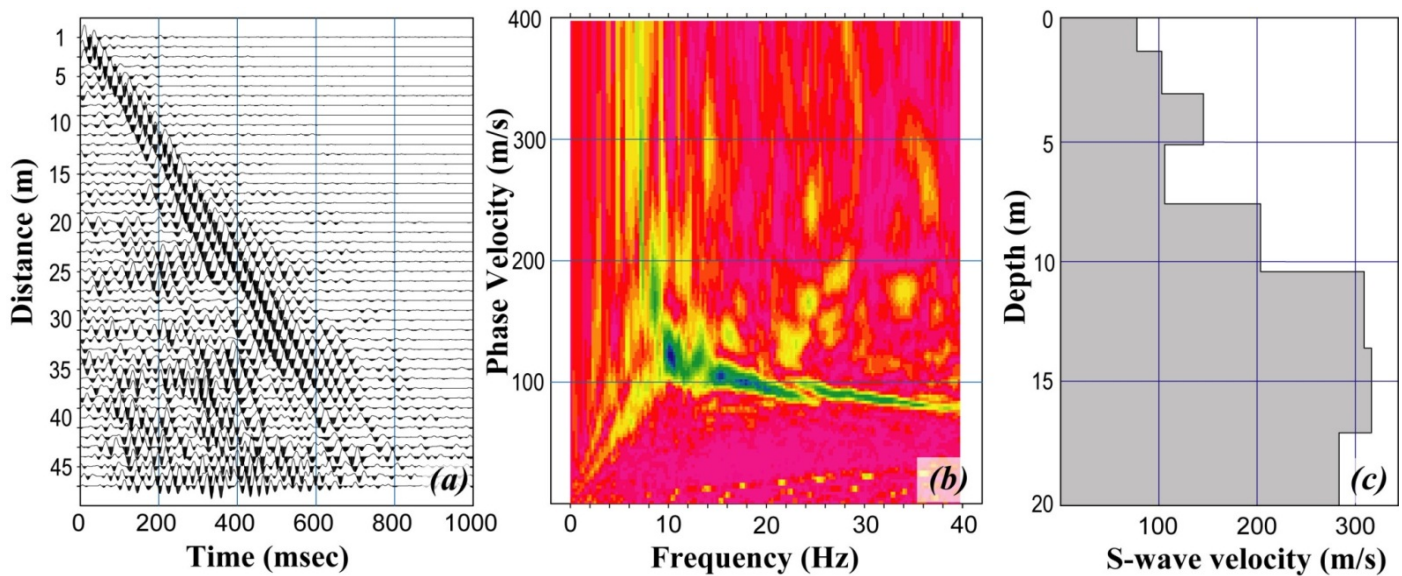 1
5
10
15
20
25
30
35
40
45
Distance (m)
0 200 400 600 800 1000
Time (msec)
(a)
400
300
200
100
Phase Velocity (m/s)
0 10 20 30 40
Frequency (Hz)
(b)
0
5
10
15
20
Depth (m)
100 200 300
S-wave velocity (m/s)
(c)